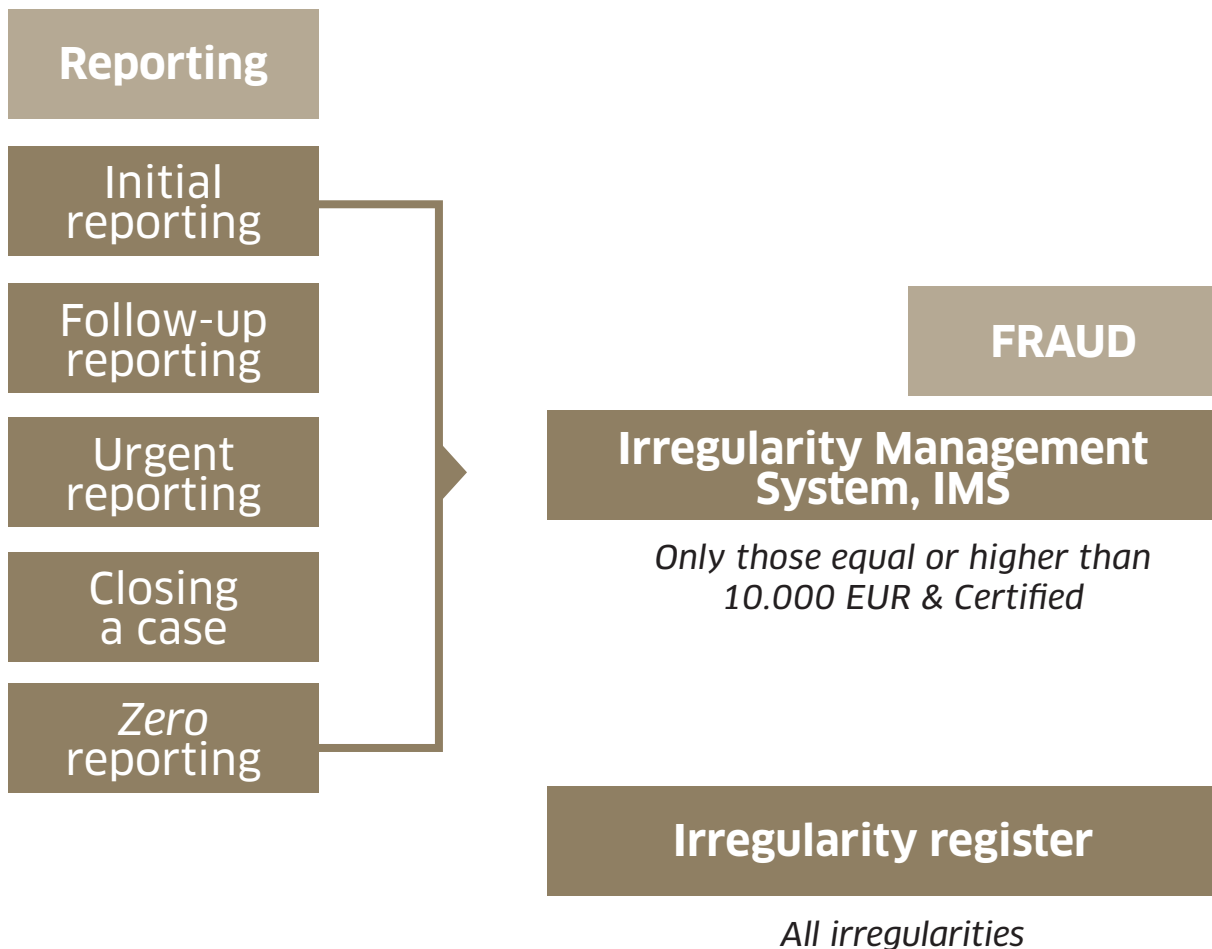 Reporting
Initial
reporting
Follow-up
reporting
Urgent
reporting
Closing
a case
Zero
reporting
FRAUD
Irregularity Management
System, IMS
Only those equal or higher than
10.000 EUR & Certified
Irregularity register
All irregularities